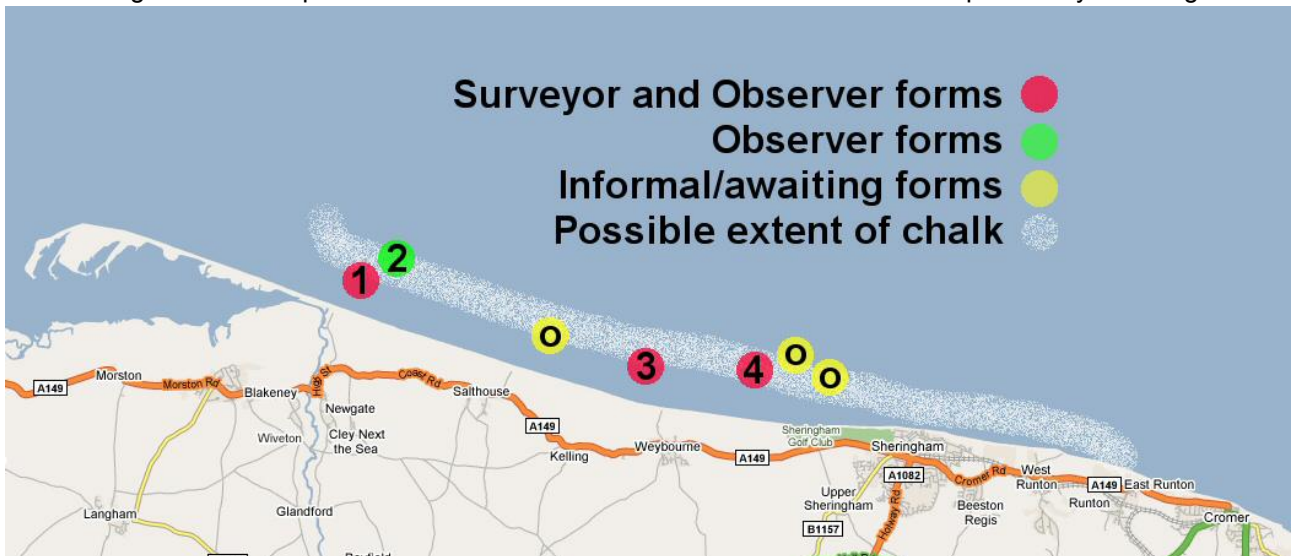 Surveyor and Observer forms
Observer forms
Informal/awaiting forms
Possible extent of chalk
2
1
O
3
4
O
O
A149
Morston
Morston Rd
Blakeney
High St
Coast Rd
Salthouse
Newgate
Wiveton
Cley Next
the Sea
A149
Kelling
Weybourne
A149
Sheringham
Golf Club
Sheringham
A1082
Cromer Rd
West
Runton
A149
East Runton
Runton
Upper
Sheringham
Holway Rd
Beeston
Regis
Cromer
B1157
Langham
Glandford